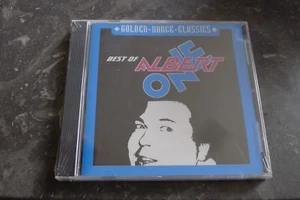 GOLDEN-DANCE-CLASSICS
BEST OF
ALBERT
ONE